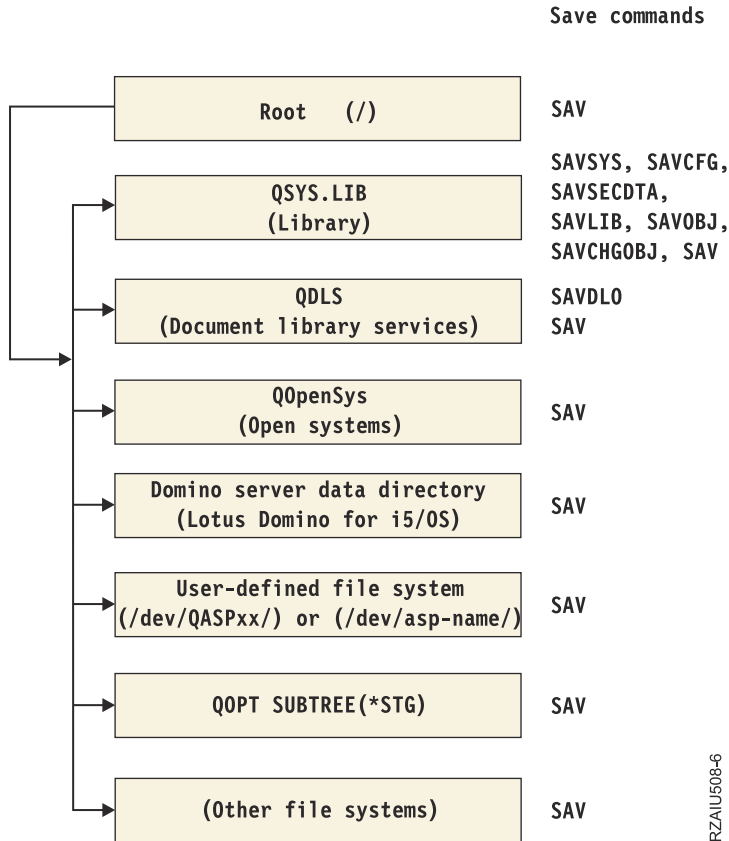 Save commands
Root (/)
SAV
QSYS.LIB
(Library)
SAVSYS, SAVCFG,
SAVSECDTA,
SAVLIB, SAVOBJ,
SAVCHGOBJ, SAV
QDLS
(Document library services)
SAVDLO
SAV
QOpenSys
(Open systems)
SAV
Domino server data directory
(Lotus Domino for i5/OS)
SAV
User-defined file system
(/dev/QASPxx/) or (/dev/asp-name/)
SAV
QOPT SUBTREE(*STG)
SAV
(Other file systems)
SAV
RZAIU508-6